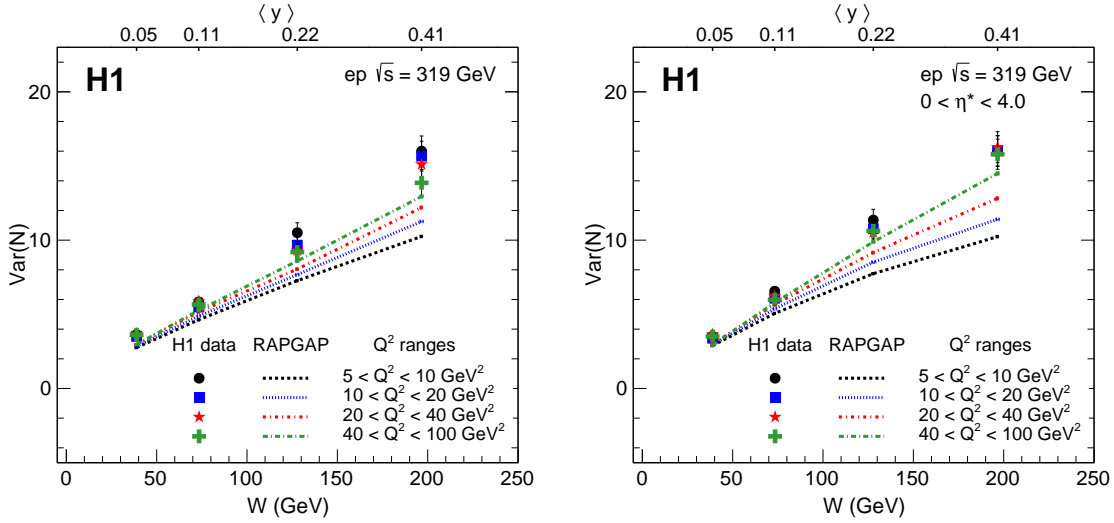 ⟨ y ⟩
0.05 0.11 0.22 0.41
H1
ep √s = 319 GeV
20
10
0
Var(N)
H1 data RAPGAP Q² ranges
5 < Q² < 10 GeV²
10 < Q² < 20 GeV²
20 < Q² < 40 GeV²
40 < Q² < 100 GeV²
0 50 100 150 200 250
W (GeV)
⟨ y ⟩
0.05 0.11 0.22 0.41
H1
ep √s = 319 GeV
0 < η* < 4.0
20
10
0
Var(N)
H1 data RAPGAP Q² ranges
5 < Q² < 10 GeV²
10 < Q² < 20 GeV²
20 < Q² < 40 GeV²
40 < Q² < 100 GeV²
0 50 100 150 200 250
W (GeV)